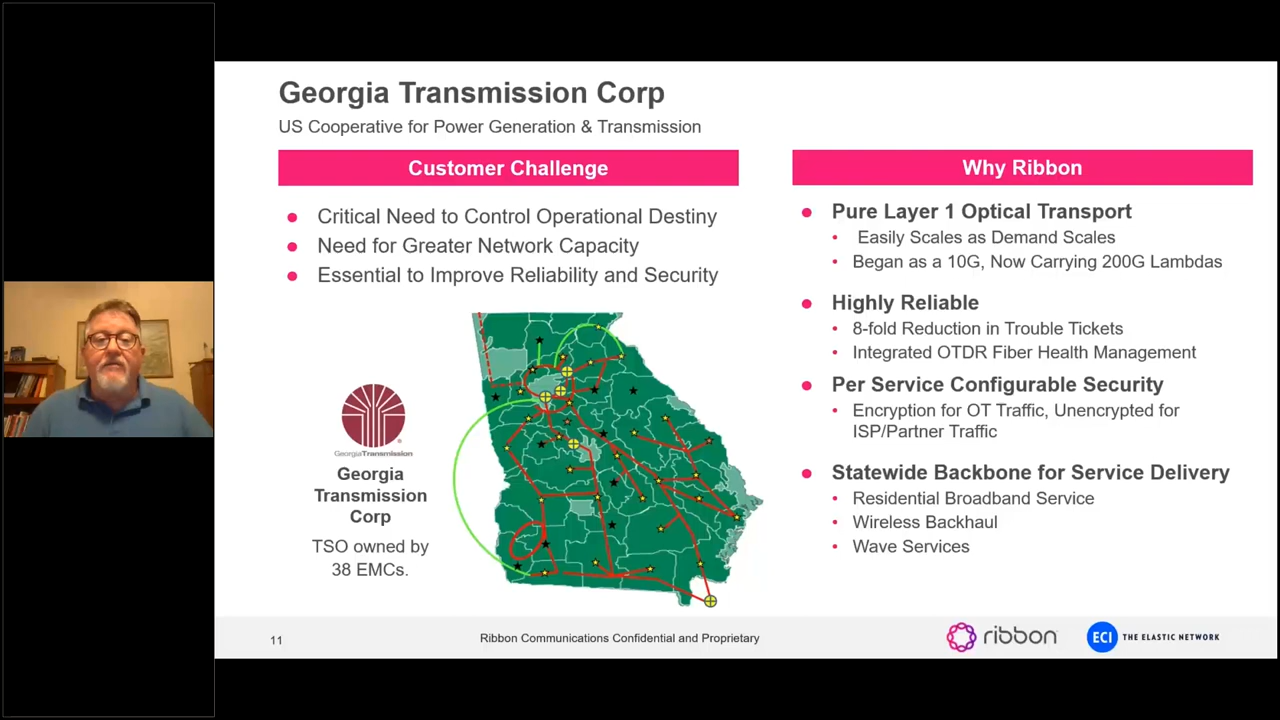 Georgia Transmission Corp
US Cooperative for Power Generation & Transmission
Customer Challenge
Critical Need to Control Operational Destiny
Need for Greater Network Capacity
Essential to Improve Reliability and Security
GeorgiaTransmission
Georgia
Transmission
Corp
TSO owned by
38 EMCs.
Why Ribbon
Pure Layer 1 Optical Transport
Easily Scales as Demand Scales
Began as a 10G, Now Carrying 200G Lambdas
Highly Reliable
8-fold Reduction in Trouble Tickets
Integrated OTDR Fiber Health Management
Per Service Configurable Security
Encryption for OT Traffic, Unencrypted for
ISP/Partner Traffic
Statewide Backbone for Service Delivery
Residential Broadband Service
Wireless Backhaul
Wave Services
11
Ribbon Communications Confidential and Proprietary
ribbon
ECI THE ELASTIC NETWORK